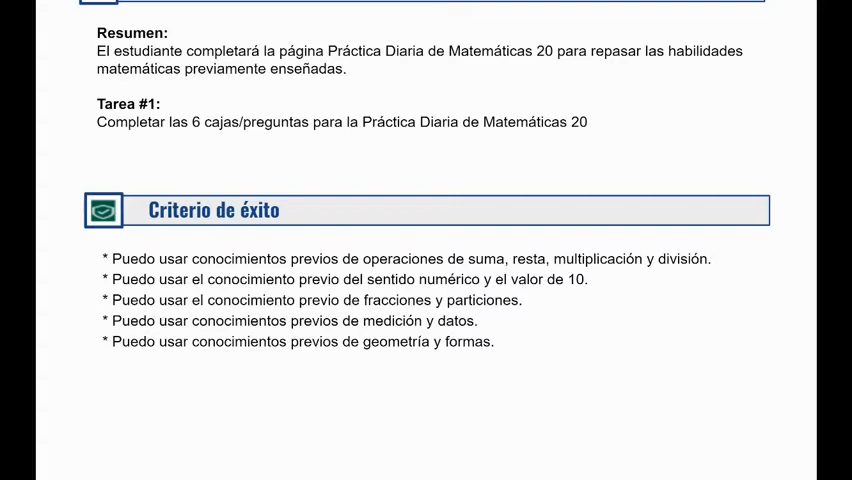 Resumen:
El estudiante completará la página Práctica Diaria de Matemáticas 20 para repasar las habilidades
matemáticas previamente enseñadas.
Tarea #1:
Completar las 6 cajas/preguntas para la Práctica Diaria de Matemáticas 20
Criterio de éxito
* Puedo usar conocimientos previos de operaciones de suma, resta, multiplicación y división.
* Puedo usar el conocimiento previo del sentido numérico y el valor de 10.
* Puedo usar el conocimiento previo de fracciones y particiones.
* Puedo usar conocimientos previos de medición y datos.
* Puedo usar conocimientos previos de geometría y formas.